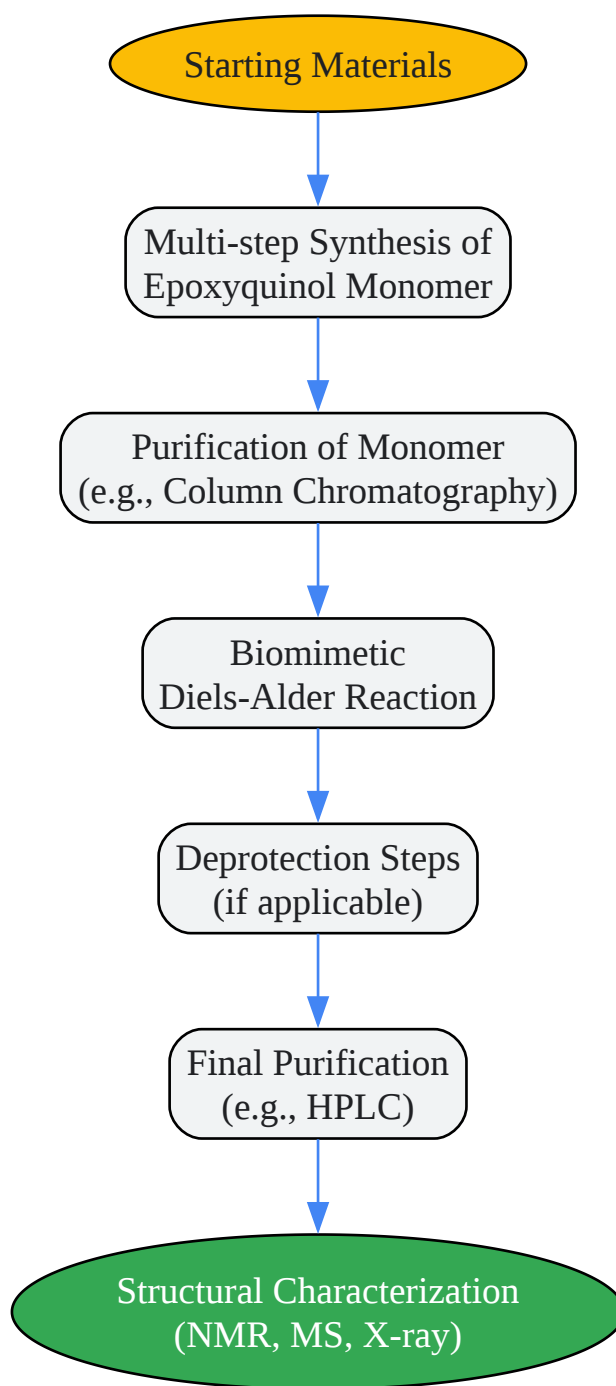 Starting Materials
Multi-step Synthesis of
Epoxyquinol Monomer
Purification of Monomer
(e.g., Column Chromatography)
Biomimetic
Diels-Alder Reaction
Deprotection Steps
(if applicable)
Final Purification
(e.g., HPLC)
Structural Characterization
(NMR, MS, X-ray)